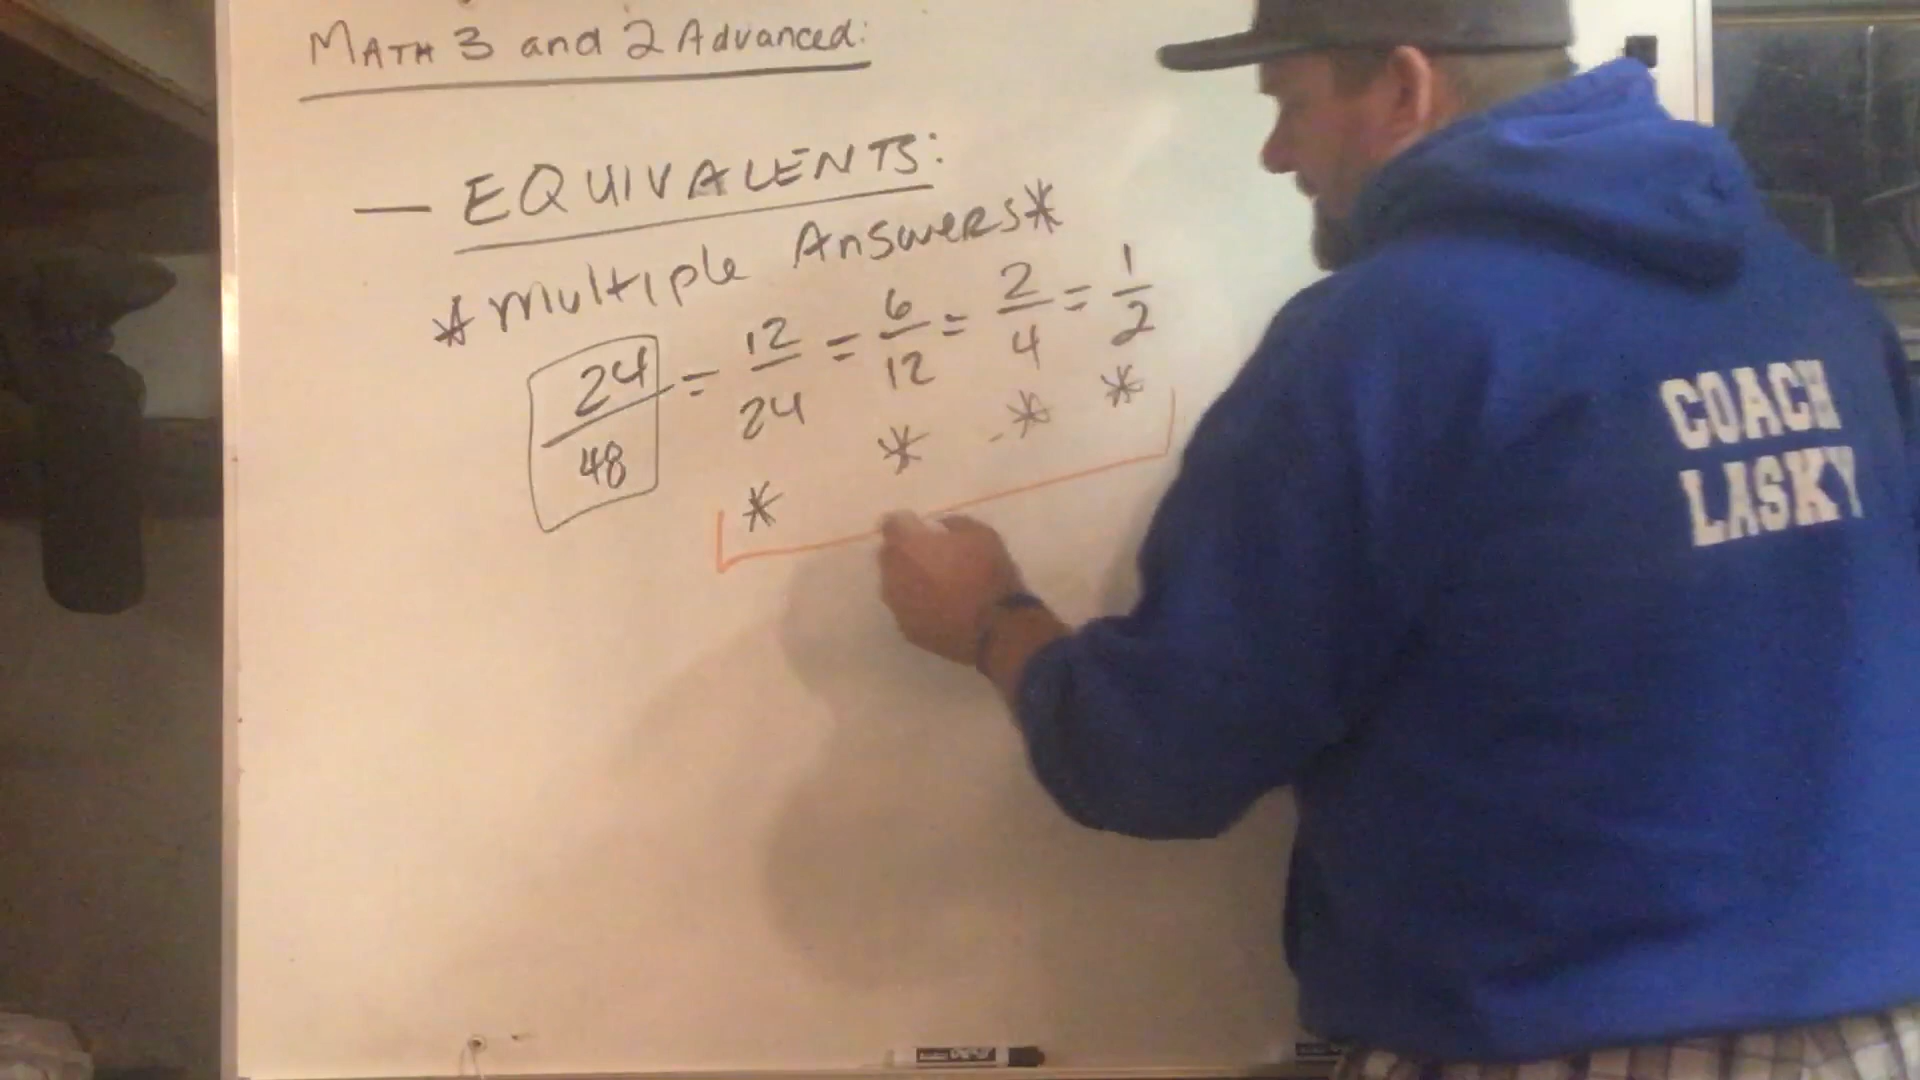 MATH 3 and 2 Advanced:
— EQUIVALENTS:
*Multiple Answers*
24/48 = 12/24 = 6/12 = 2/4 = 1/2
* * * *
COACH
LASKY